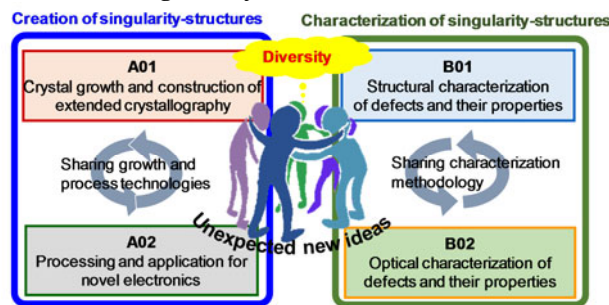 Creation of singularity-structures
Characterization of singularity-structures
Diversity
A01
Crystal growth and construction of
extended crystallography
Sharing growth and
process technologies
A02
Processing and application for
novel electronics
B01
Structural characterization
of defects and their properties
Sharing characterization
methodology
B02
Optical characterization of
defects and their properties
Unexpected new ideas